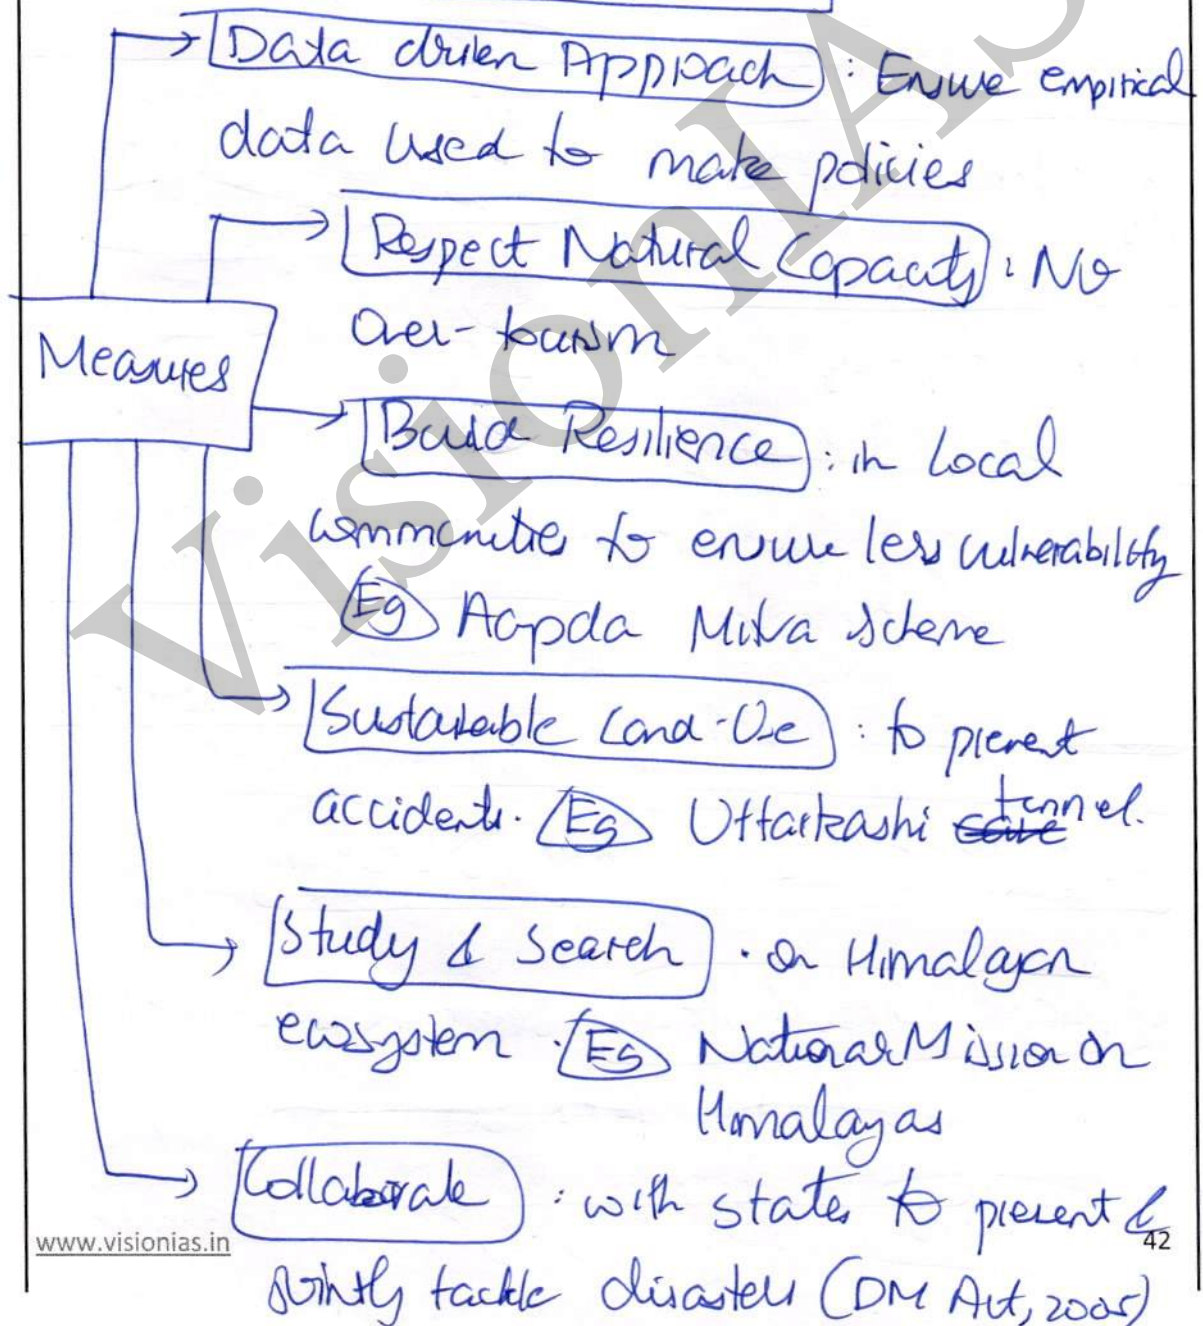 Data driven Approach : Ensure empirical
data used to make policies
Respect Natural Capacity : No
Over-tourism
Measures
Build Resilience : in local
communities to ensure less vulnerability
Eg Aapda Mitra Scheme
Sustainable Land-Use : to prevent
accidents. Eg Uttarkashi tunnel.
Study & Search . on Himalayan
ecosystem . Eg National Mission on
Himalayas
Collaborate : with states to prevent &
www.visionias.in
42
jointly tackle disasters (DM Act, 2005)
VisionIAS